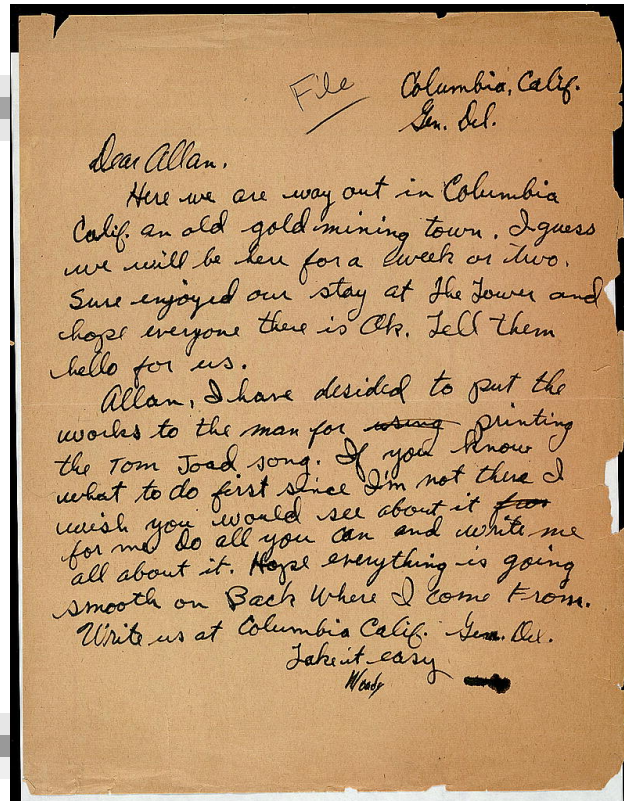 File
Columbia, Calif.
Gen. Del.
Dear Allan.
Here we are way out in Columbia
Calif. an old gold mining town. I guess
we will be here for a week or two.
Sure enjoyed our stay at the Tower and
hope everyone there is Ok. Tell them
hello for us.
Allan, I have desided to put the
works to the man for using printing
the Tom Joad song. If you know
what to do first since I'm not there I
wish you would see about it for
for me. Do all you can and write me
all about it. Hope everything is going
smooth on Back Where I Come From.
Write us at Columbia Calif. Gen. Del.
Take it easy
Woody